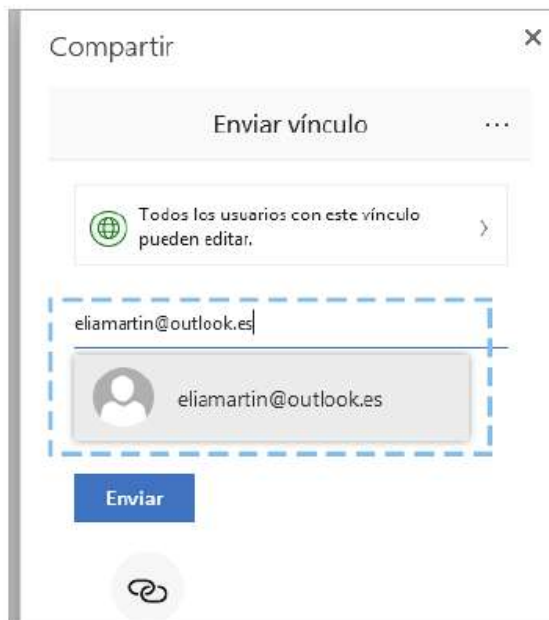 Compartir
Enviar vínculo
Todos los usuarios con este vínculo
pueden editar.
eliamartin@outlook.es
eliamartin@outlook.es
Enviar